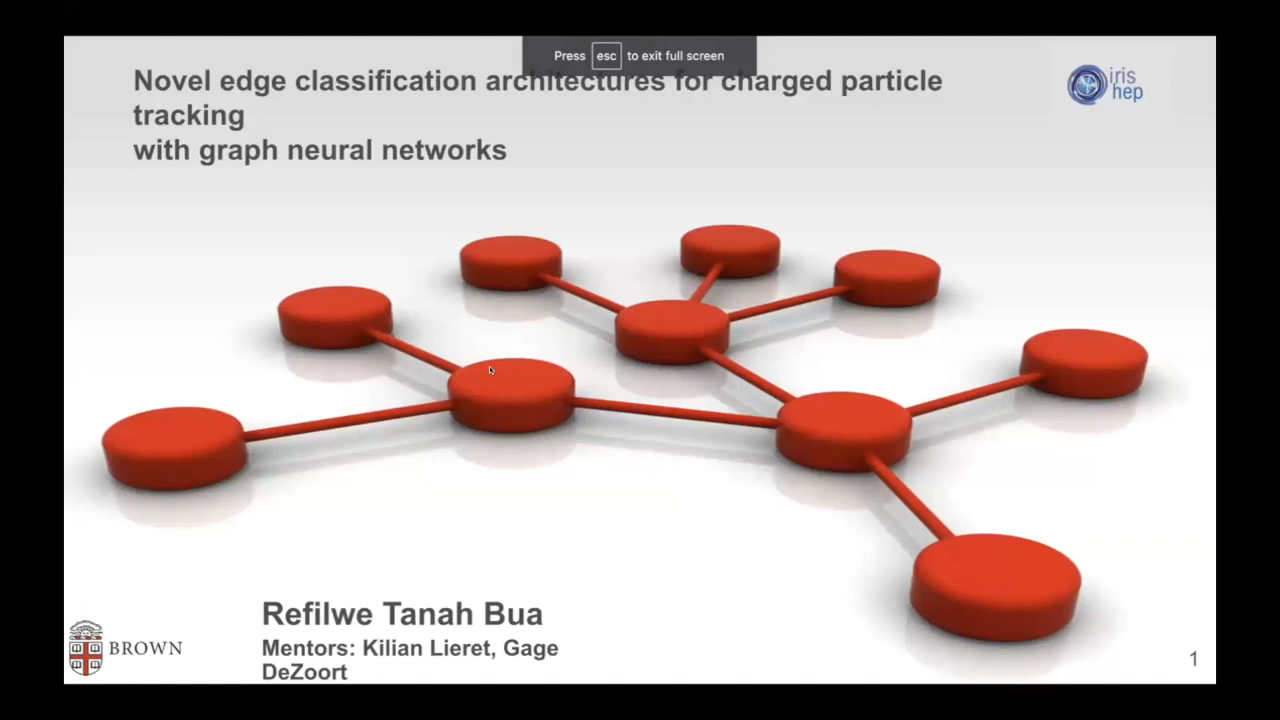 Press esc to exit full screen
Novel edge classification architectures for charged particle
tracking
with graph neural networks
iris
hep
Refilwe Tanah Bua
Mentors: Kilian Lieret, Gage
DeZoort
BROWN
1